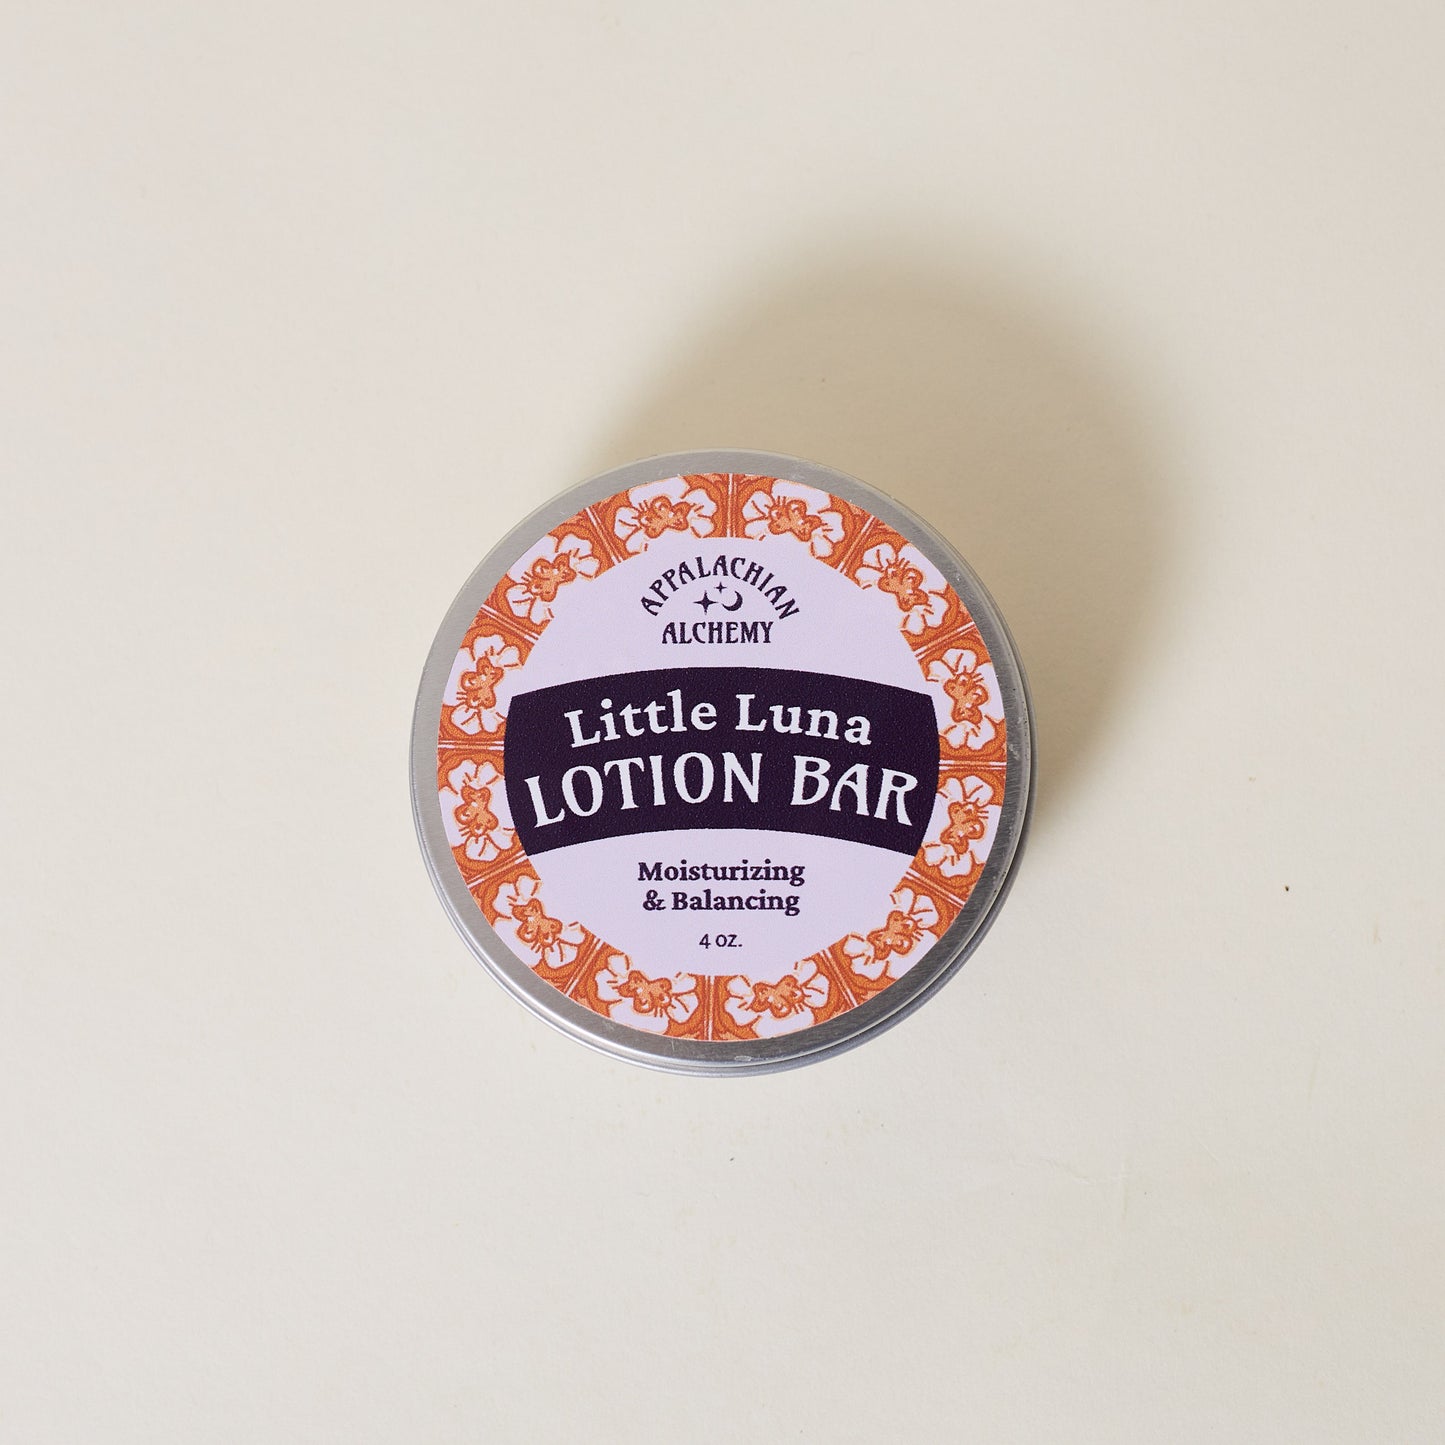 APPALACHIAN
ALCHEMY
Little Luna
LOTION BAR
Moisturizing
& Balancing
4 oz.